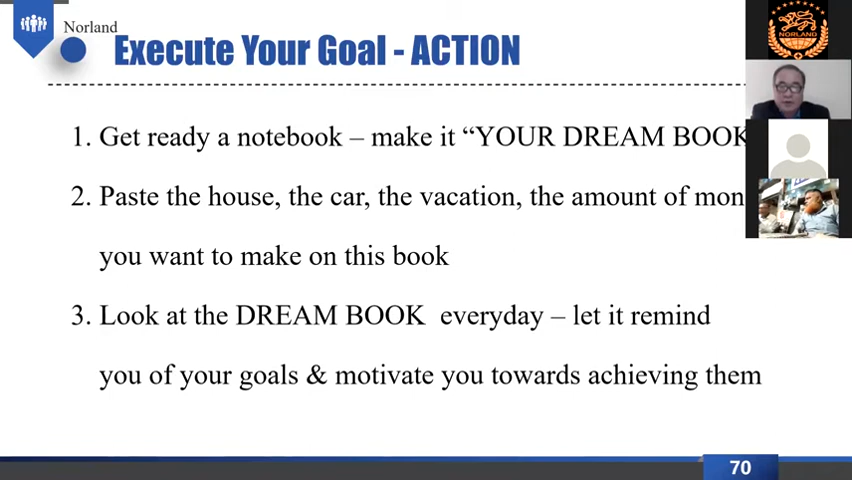 Norland
Execute Your Goal - ACTION
1. Get ready a notebook – make it “YOUR DREAM BOOK
2. Paste the house, the car, the vacation, the amount of mon
you want to make on this book
3. Look at the DREAM BOOK everyday – let it remind
you of your goals & motivate you towards achieving them
70
NORLAND